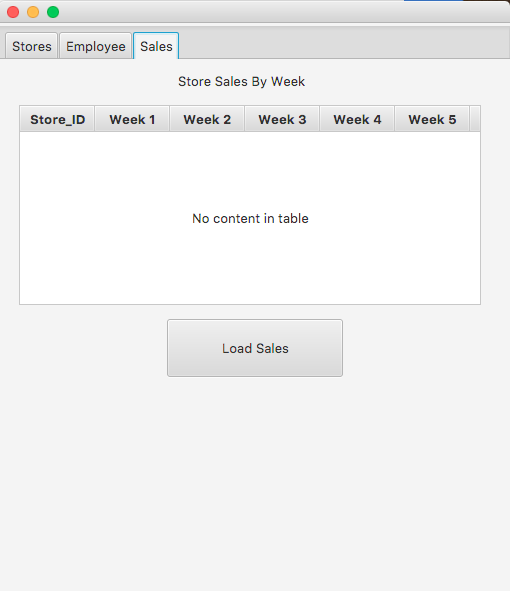 Stores Employee Sales
Store Sales By Week
Store_ID Week 1 Week 2 Week 3 Week 4 Week 5
No content in table
Load Sales